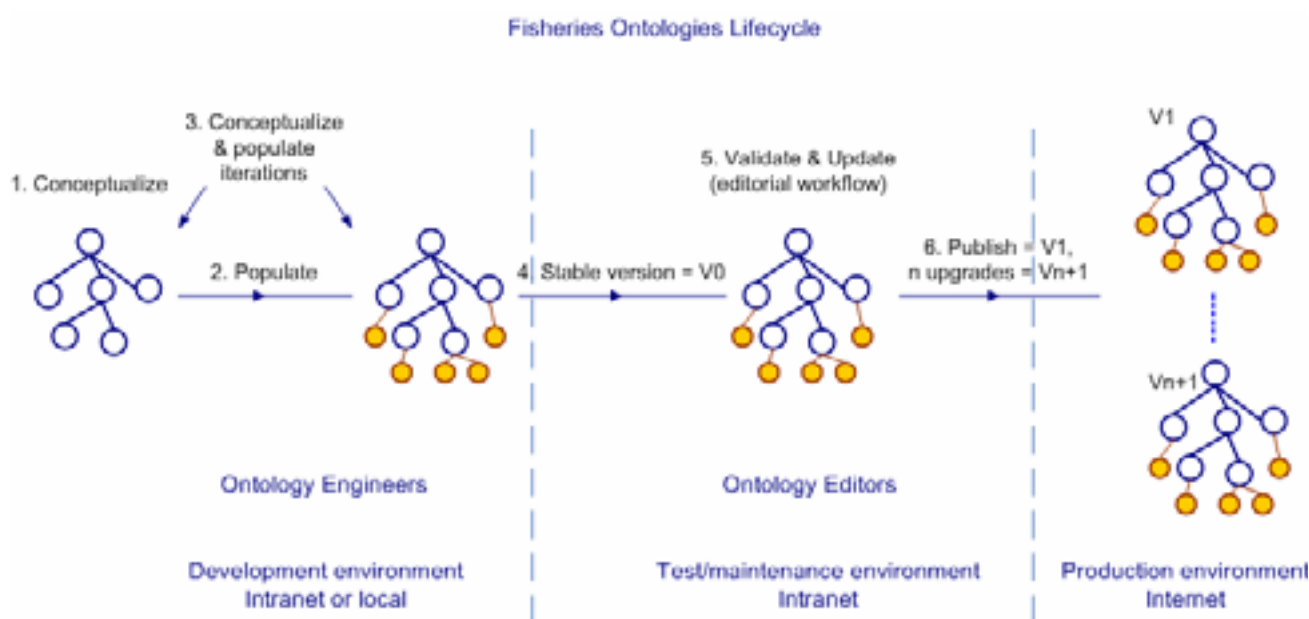 Fisheries Ontologies Lifecycle
3. Conceptualize
& populate
iterations
1. Conceptualize
2. Populate
4. Stable version = V0
5. Validate & Update
(editorial workflow)
6. Publish = V1,
n upgrades = Vn+1
V1
Vn+1
Ontology Engineers
Ontology Editors
Development environment
Intranet or local
Test/maintenance environment
Intranet
Production environment
Internet